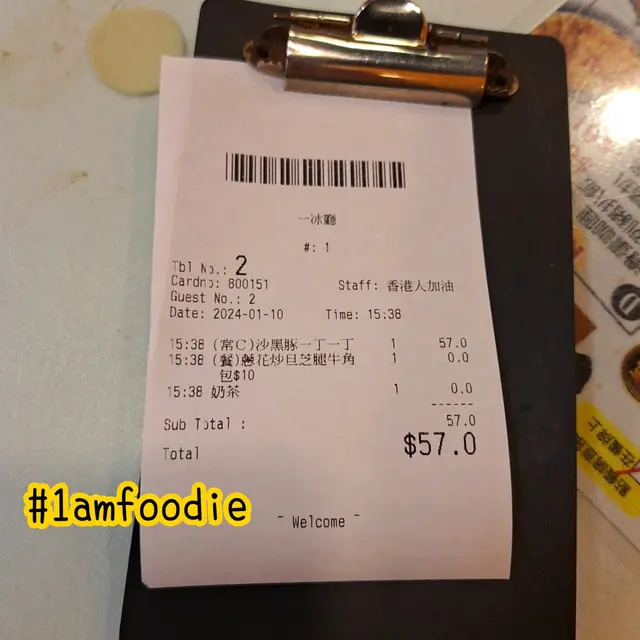 一冰廳
#: 1
Tbl No.: 2
Cardno: 800151
Staff: 香港人加油
Guest No.: 2
Date: 2024-01-10 Time: 15:38
15:38 (常C)沙黑豚一丁一丁 1 57.0
15:38 (餐)蔥花炒旦芝腿牛角 1 0.0
包$10
15:38 奶茶 1 0.0
------
Sub Total : 57.0
Total $57.0
#1amfoodie
~ Welcome ~
D